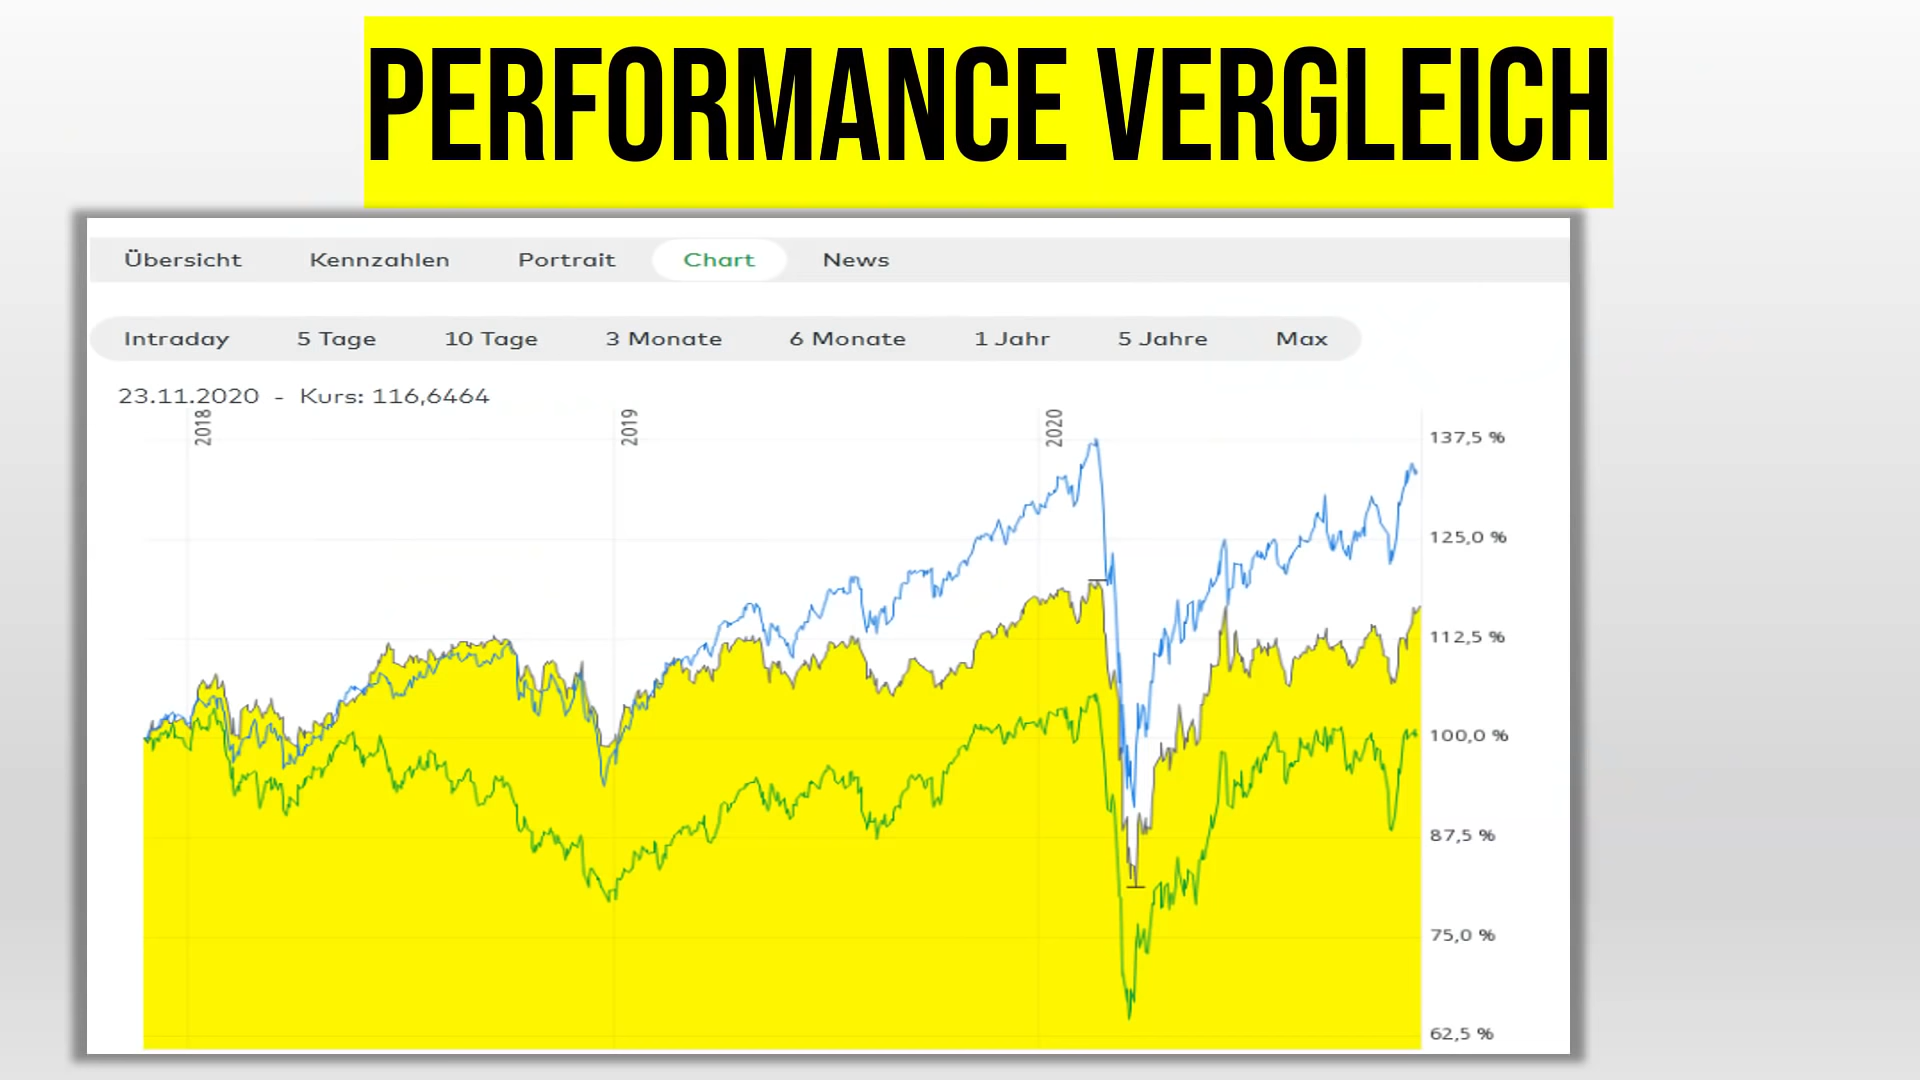 PERFORMANCE VERGLEICH
Übersicht Kennzahlen Portrait Chart News
Intraday 5 Tage 10 Tage 3 Monate 6 Monate 1 Jahr 5 Jahre Max
23.11.2020 - Kurs: 116,6464
2018 2019 2020
137,5 %
125,0 %
112,5 %
100,0 %
87,5 %
75,0 %
62,5 %